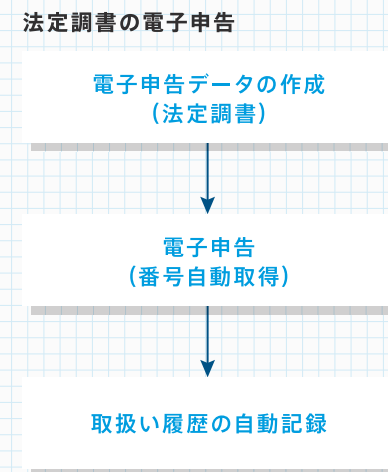 法定調書の電子申告
電子申告データの作成
（法定調書）
電子申告
（番号自動取得）
取扱い履歴の自動記録